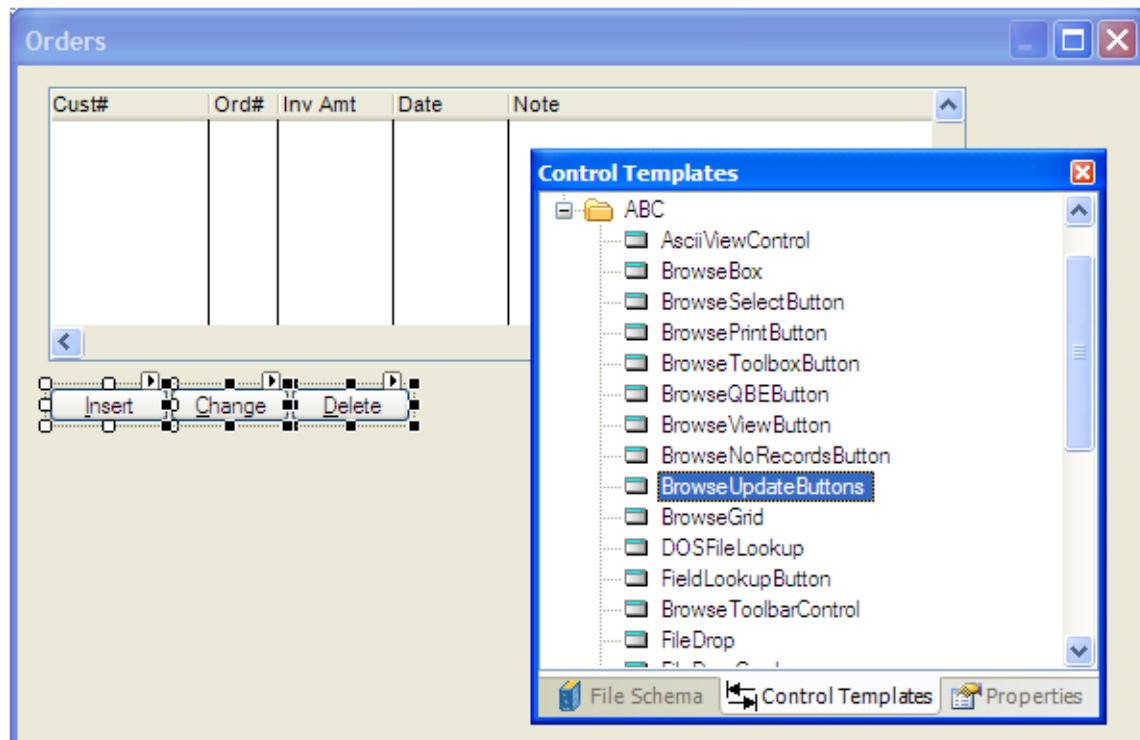 Orders
Cust# Ord# Inv Amt Date Note
Control Templates
ABC
AsciiViewControl
BrowseBox
BrowseSelectButton
BrowsePrintButton
BrowseToolboxButton
BrowseQBEButton
BrowseViewButton
BrowseNoRecordsButton
Insert Change Delete
BrowseUpdateButtons
BrowseGrid
DOSFileLookup
FieldLookupButton
BrowseToolbarControl
FileDrop
File Schema Control Templates Properties